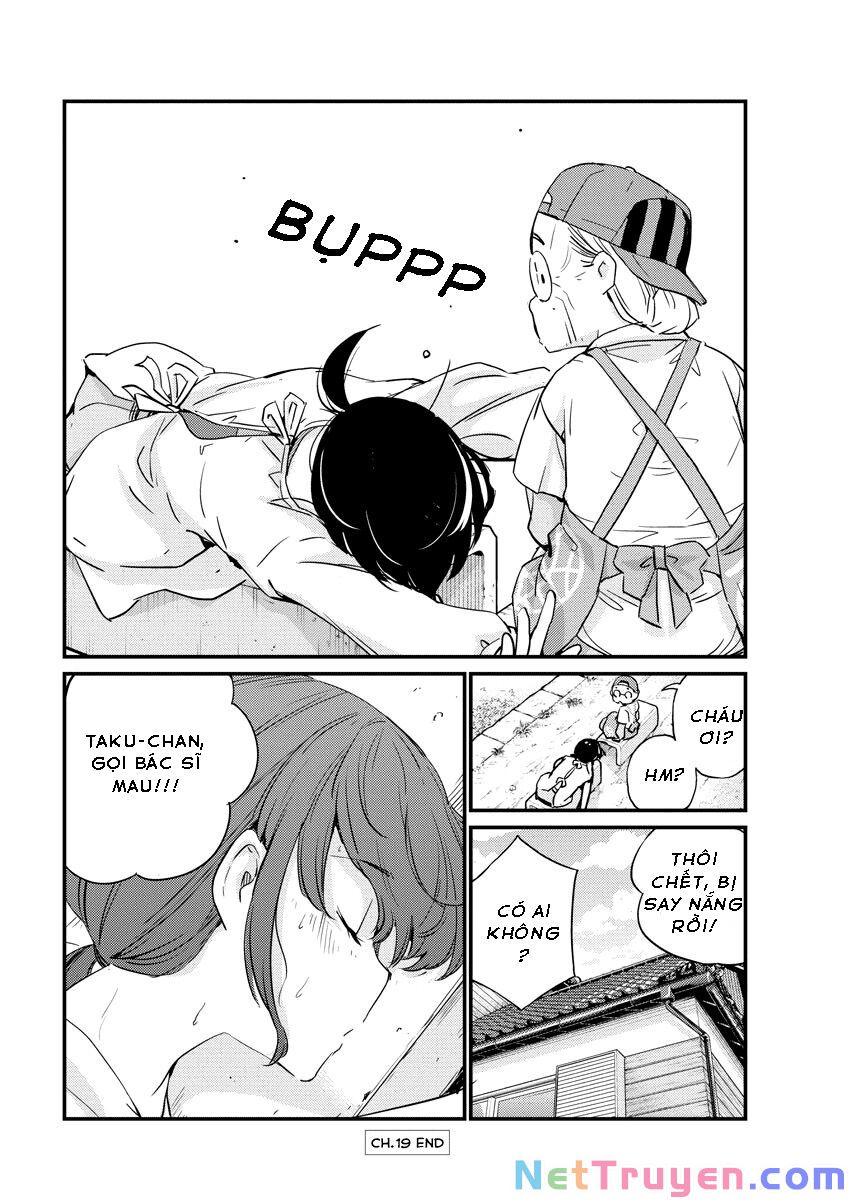 BỤPPP
CHÁU
ƠI?
HM?
THÔI
CHẾT, BỊ
SAY NẮNG
RỒI!
CÓ AI
KHÔNG
?
TAKU-CHAN,
GỌI BÁC SĨ
MAU!!!
CH.19 END
NetTruyen.com